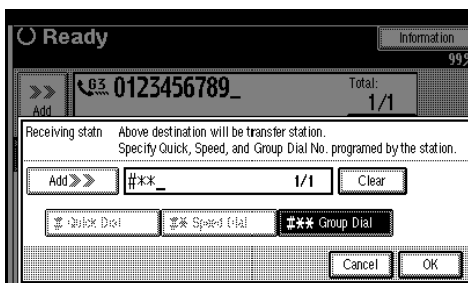 Ready
Information
99%
Add
G3 0123456789_
Total:
1/1
Receiving statn Above destination will be transfer station.
Specify Quick, Speed, and Group Dial No. programed by the station.
Add
#**_
1/1
Clear
# Quick Dial
#* Speed Dial
#** Group Dial
Cancel
OK